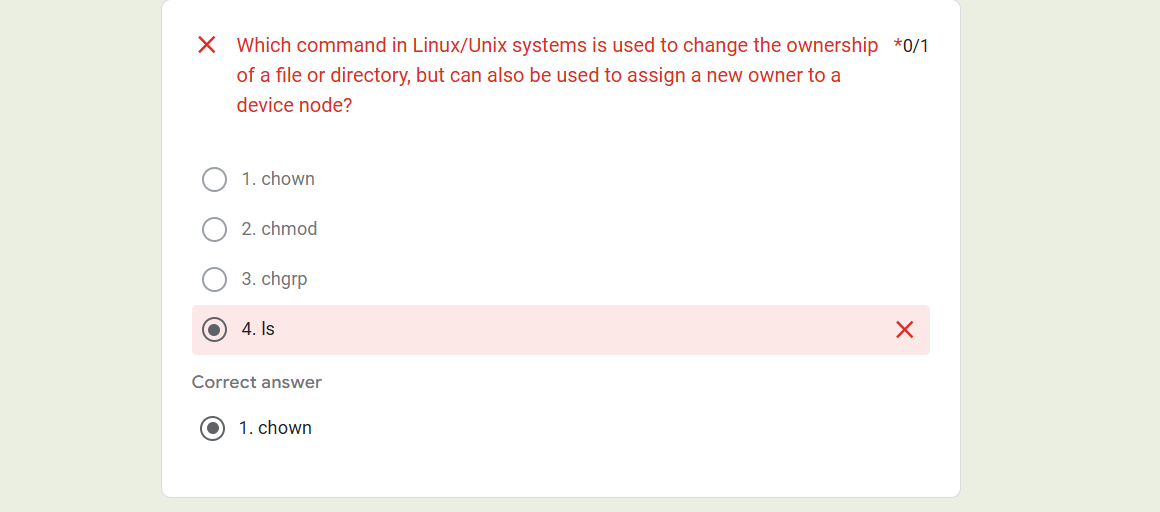 Which command in Linux/Unix systems is used to change the ownership *0/1
of a file or directory, but can also be used to assign a new owner to a
device node?
1. chown
2. chmod
3. chgrp
4. ls
Correct answer
1. chown